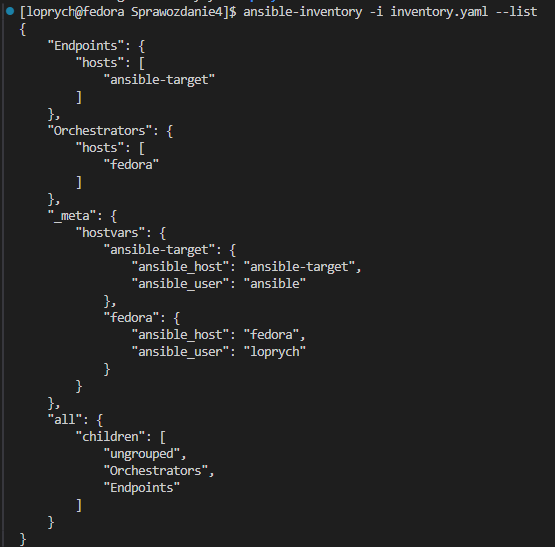 [loprych@fedora Sprawozdanie4]$ ansible-inventory -i inventory.yaml --list
{
    "Endpoints": {
        "hosts": [
            "ansible-target"
        ]
    },
    "Orchestrators": {
        "hosts": [
            "fedora"
        ]
    },
    "_meta": {
        "hostvars": {
            "ansible-target": {
                "ansible_host": "ansible-target",
                "ansible_user": "ansible"
            },
            "fedora": {
                "ansible_host": "fedora",
                "ansible_user": "loprych"
            }
        }
    },
    "all": {
        "children": [
            "ungrouped",
            "Orchestrators",
            "Endpoints"
        ]
    }
}